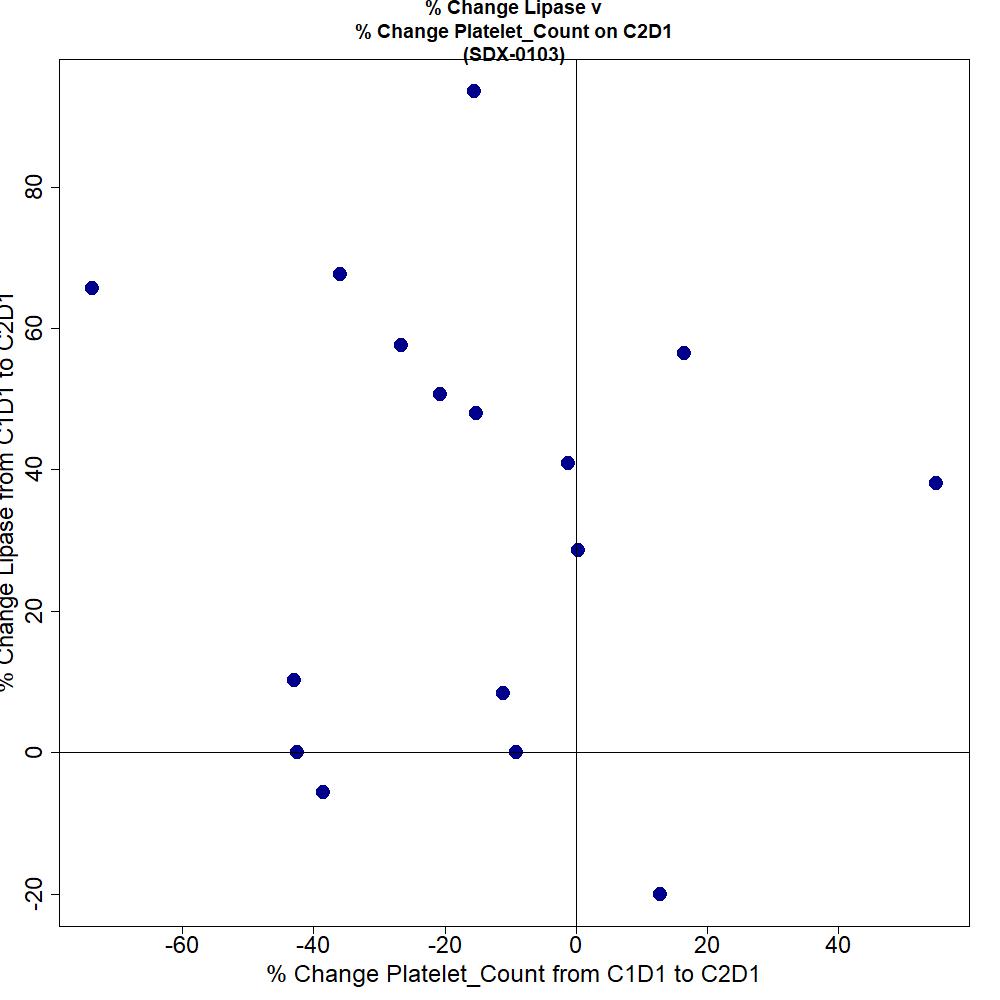 % Change Lipase v
% Change Platelet_Count on C2D1
(SDX-0103)
% Change Lipase from C1D1 to C2D1
80
60
40
20
0
-20
-60
-40
-20
0
20
40
% Change Platelet_Count from C1D1 to C2D1